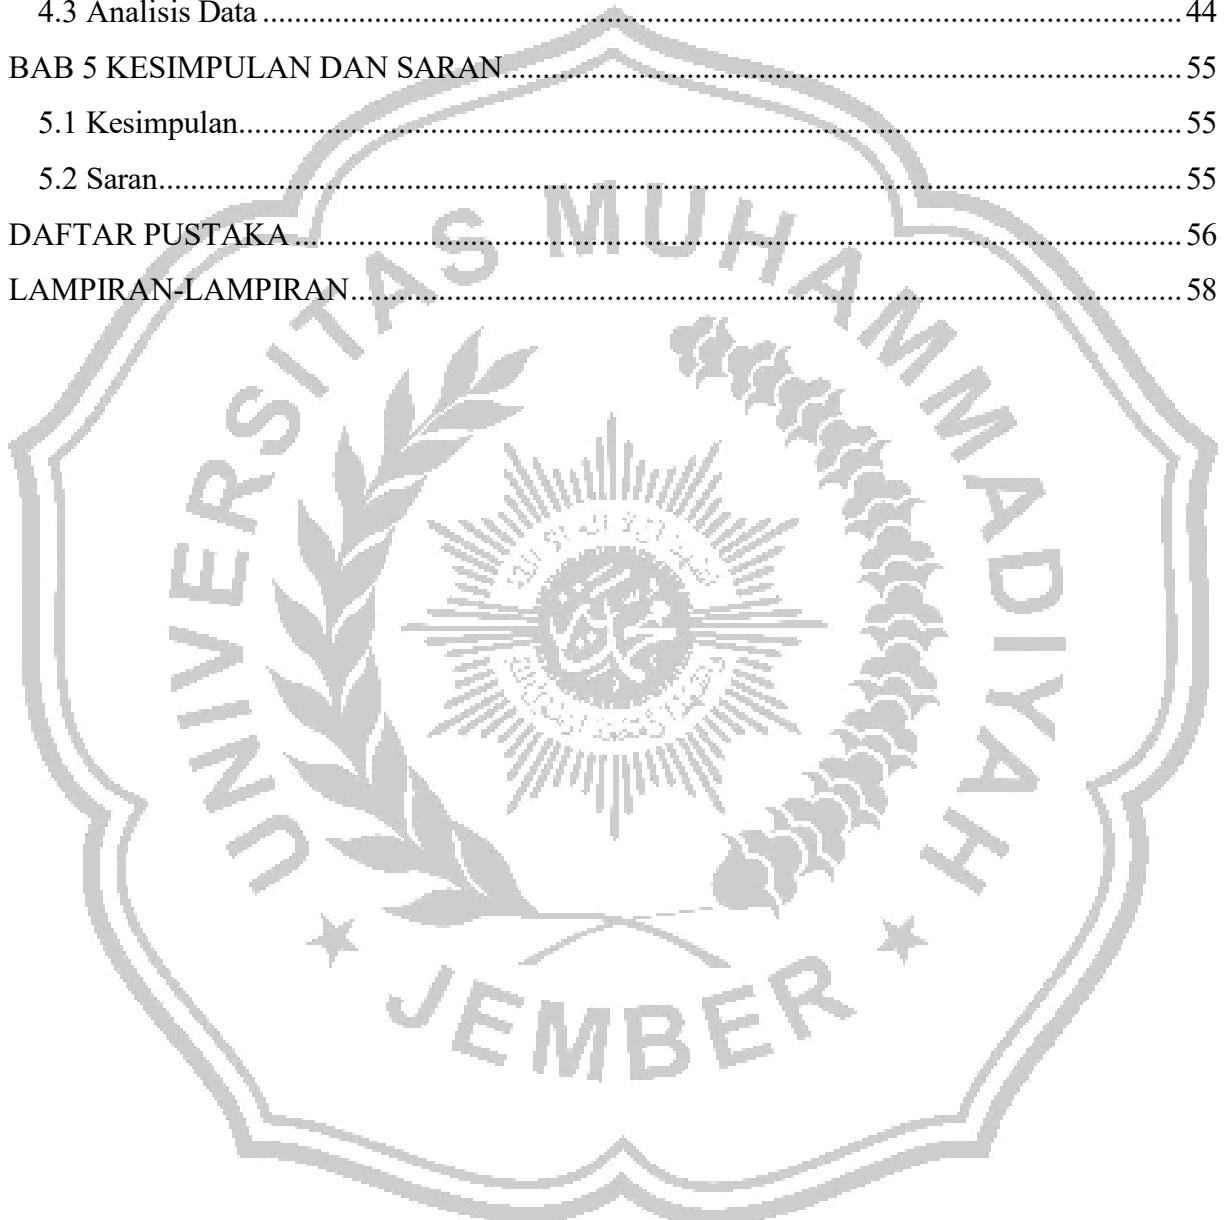 4.3 Analisis Data........................................................................................................................44
BAB 5 KESIMPULAN DAN SARAN........................................................................................55
5.1 Kesimpulan..........................................................................................................................55
5.2 Saran....................................................................................................................................55
DAFTAR PUSTAKA..................................................................................................................56
LAMPIRAN-LAMPIRAN..........................................................................................................58
UNIVERSITAS MUHAMMADIYAH
JEMBER